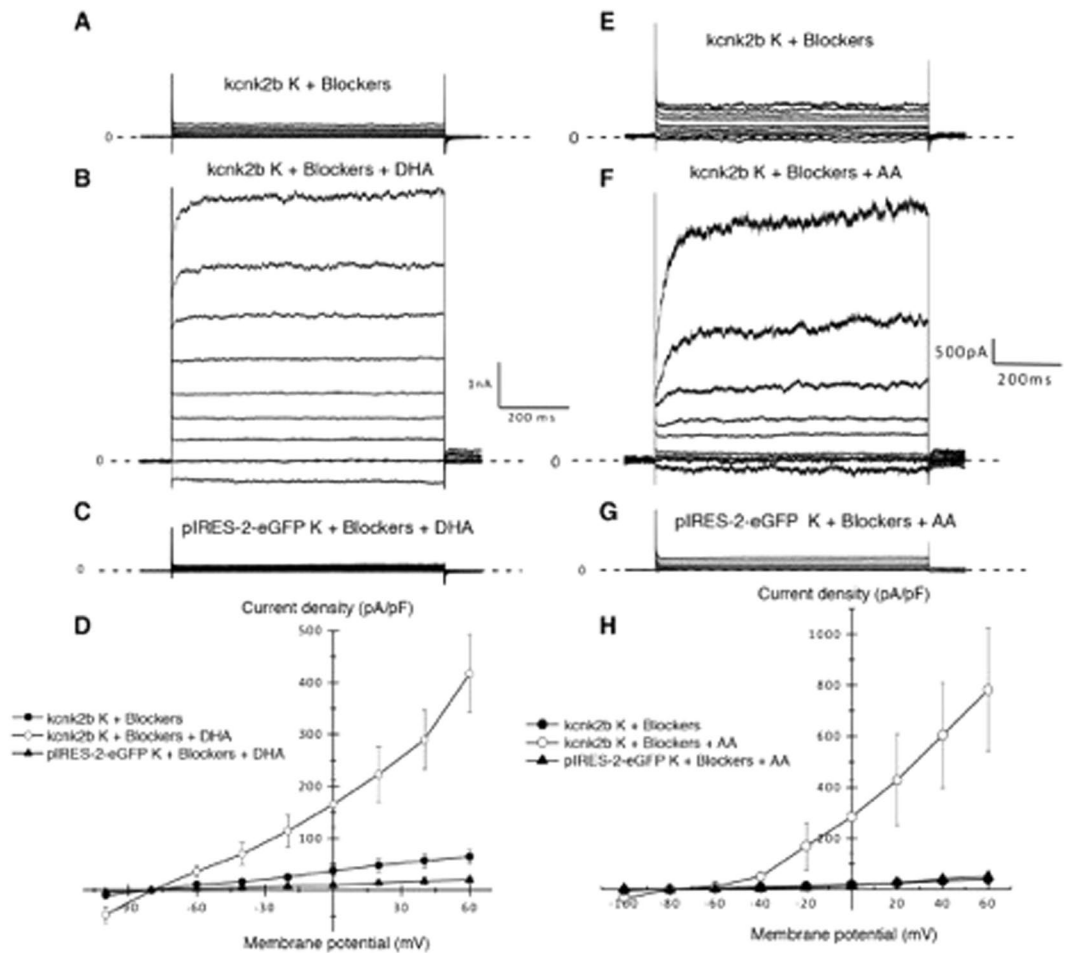 A
kcnk2b K + Blockers
0
B
kcnk2b K + Blockers + DHA
1nA
200 ms
0
C
pIRES-2-eGFP K + Blockers + DHA
0
Current density (pA/pF)
D
500
400
300
200
100
kcnk2b K + Blockers
kcnk2b K + Blockers + DHA
pIRES-2-eGFP K + Blockers + DHA
-90 -60 -30 30 60
Membrane potential (mV)
E
kcnk2b K + Blockers
0
F
kcnk2b K + Blockers + AA
500pA
200ms
0
G
pIRES-2-eGFP K + Blockers + AA
0
Current density (pA/pF)
H
1000
800
600
400
200
kcnk2b K + Blockers
kcnk2b K + Blockers + AA
pIRES-2-eGFP K + Blockers + AA
-100 -80 -60 -40 -20 20 40 60
Membrane potential (mV)